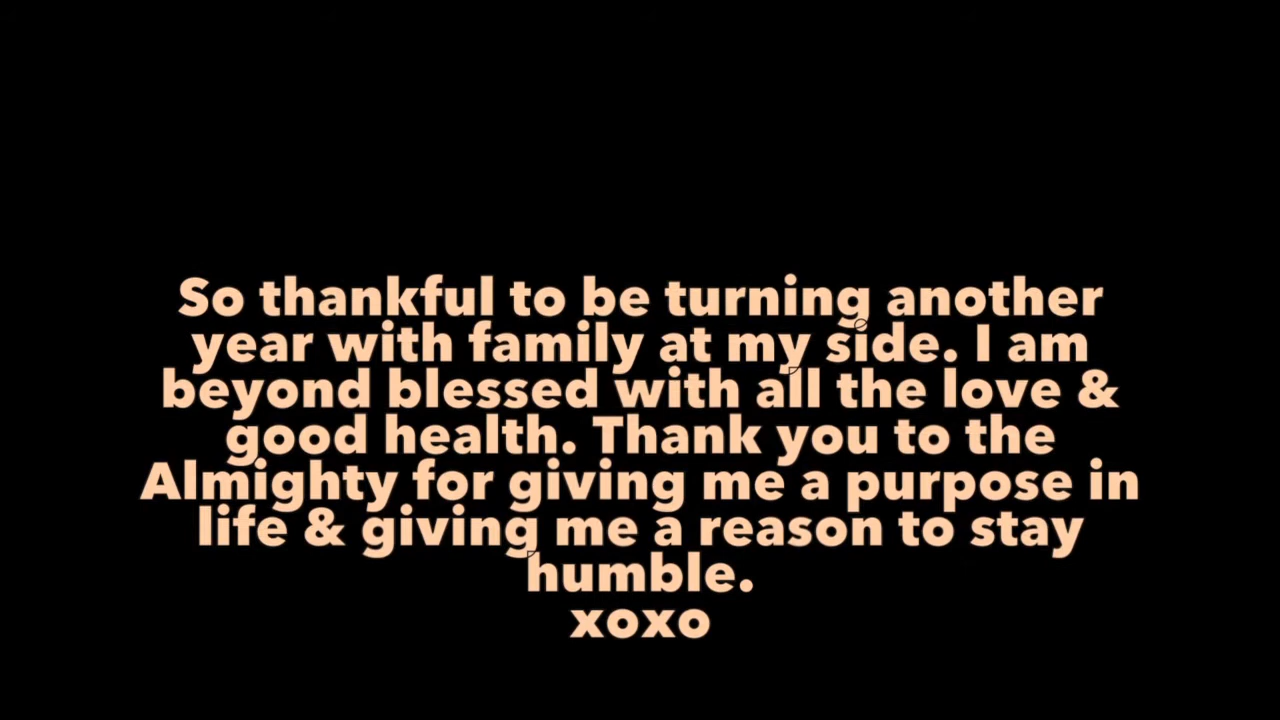 So thankful to be turning another
year with family at my side. I am
beyond blessed with all the love &
good health. Thank you to the
Almighty for giving me a purpose in
life & giving me a reason to stay
humble.
xoxo